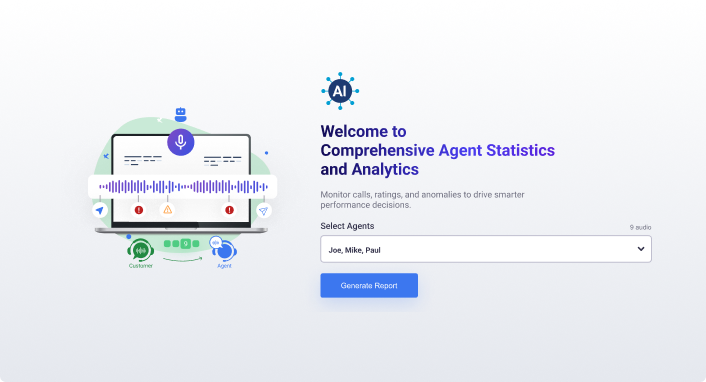 AI
Welcome to
Comprehensive Agent Statistics
and Analytics
Monitor calls, ratings, and anomalies to drive smarter
performance decisions.
Select Agents
9 audio
Joe, Mike, Paul
Generate Report
Customer
Agent